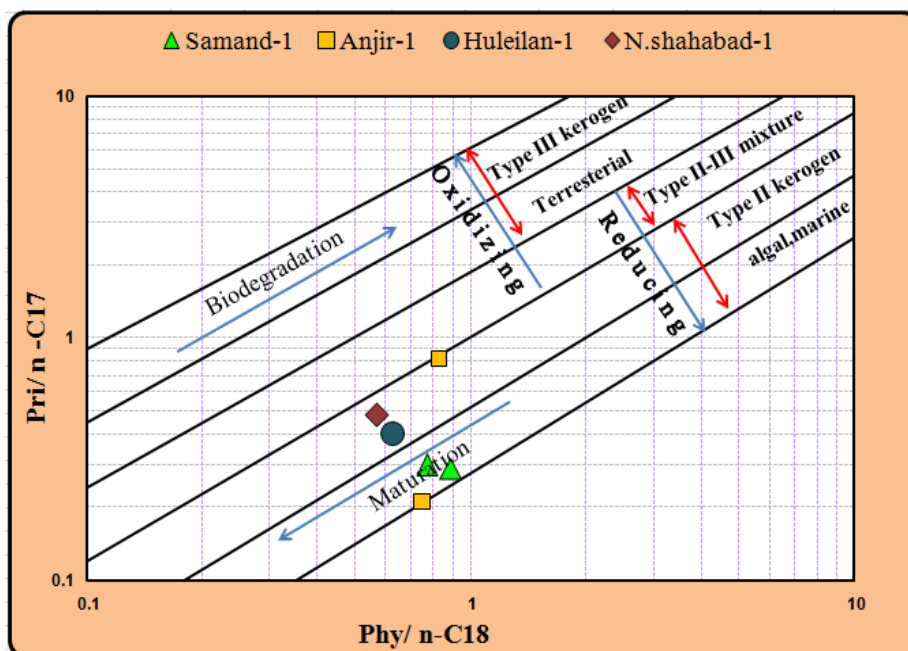 Samand-1 Anjir-1 Huleilan-1 N.shahabad-1
10
1
0.1
Pri/ n -C17
Biodegradation
Oxidizing
Type III kerogen
Terresterial
Type II-III mixture
Reducing
Type II kerogen
algal,marine
Maturation
0.1 1 10
Phy/ n-C18